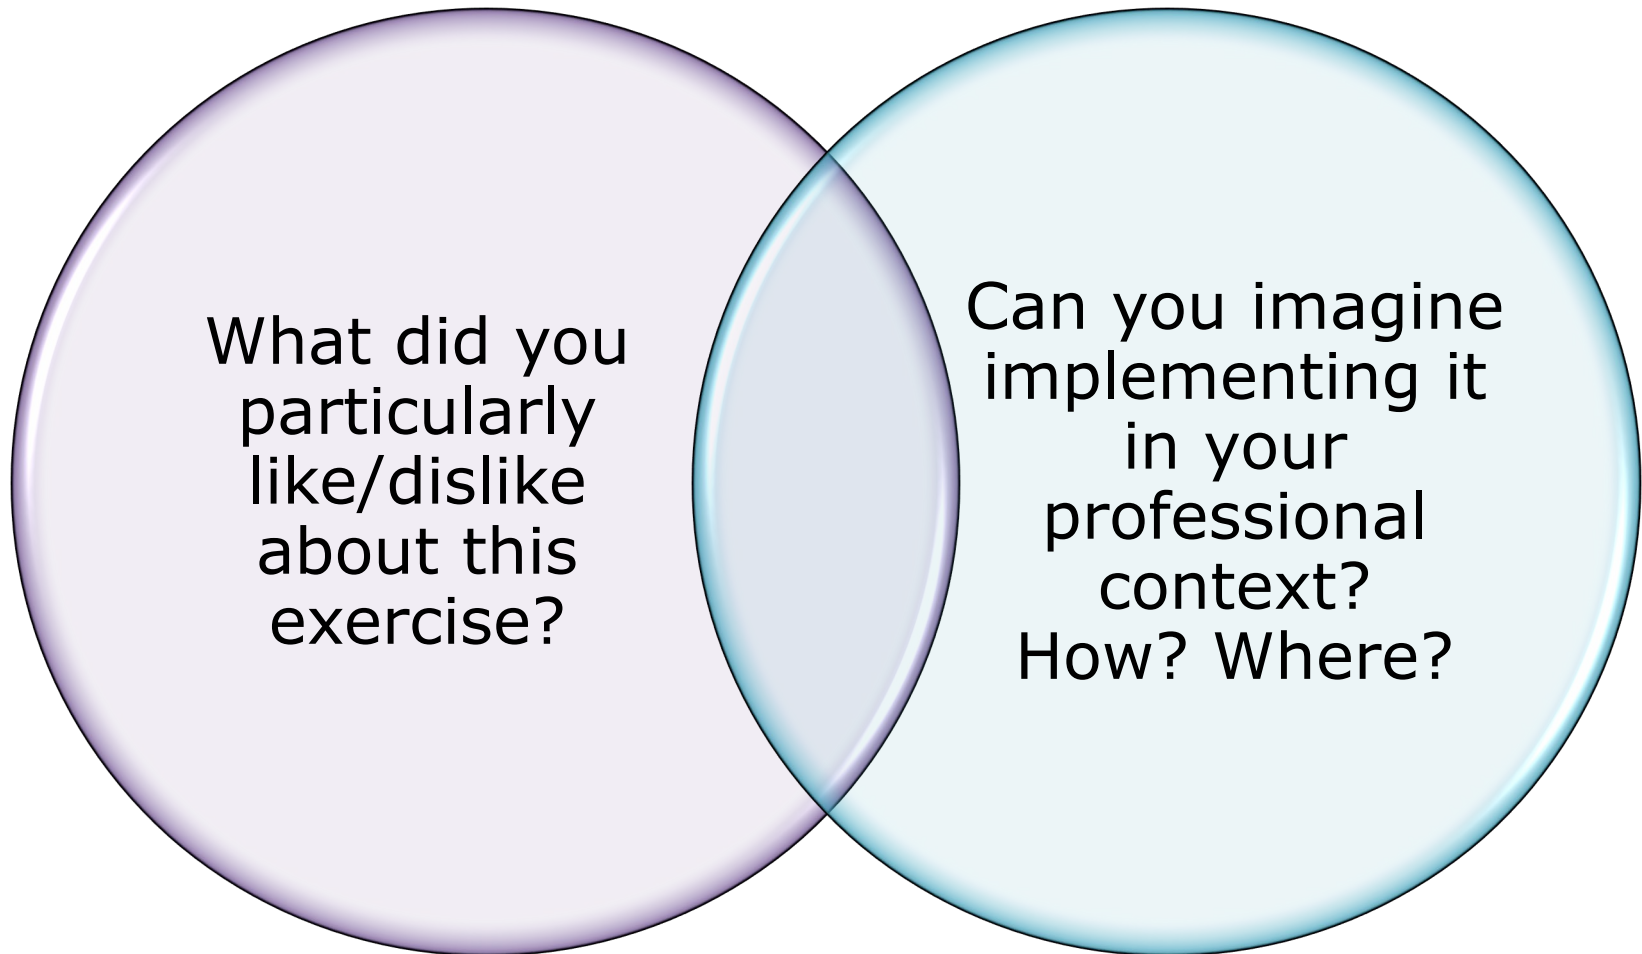 What did you
particularly
like/dislike
about this
exercise?
Can you imagine
implementing it
in your
professional
context?
How? Where?